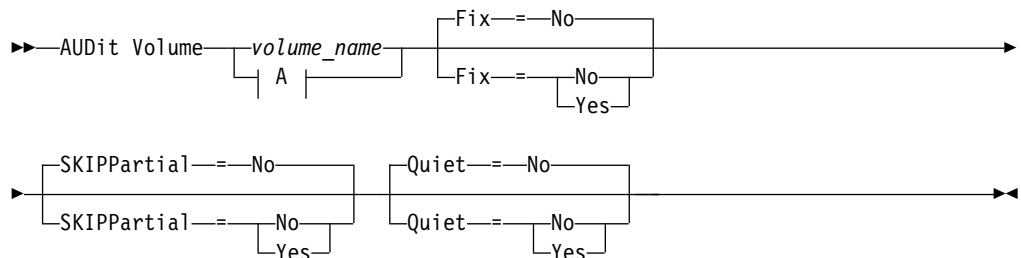 Fix = No
AUDit Volume volume_name
A Fix = No
Yes
SKIPPartial = No Quiet = No
SKIPPartial = No Quiet = No
Yes Yes